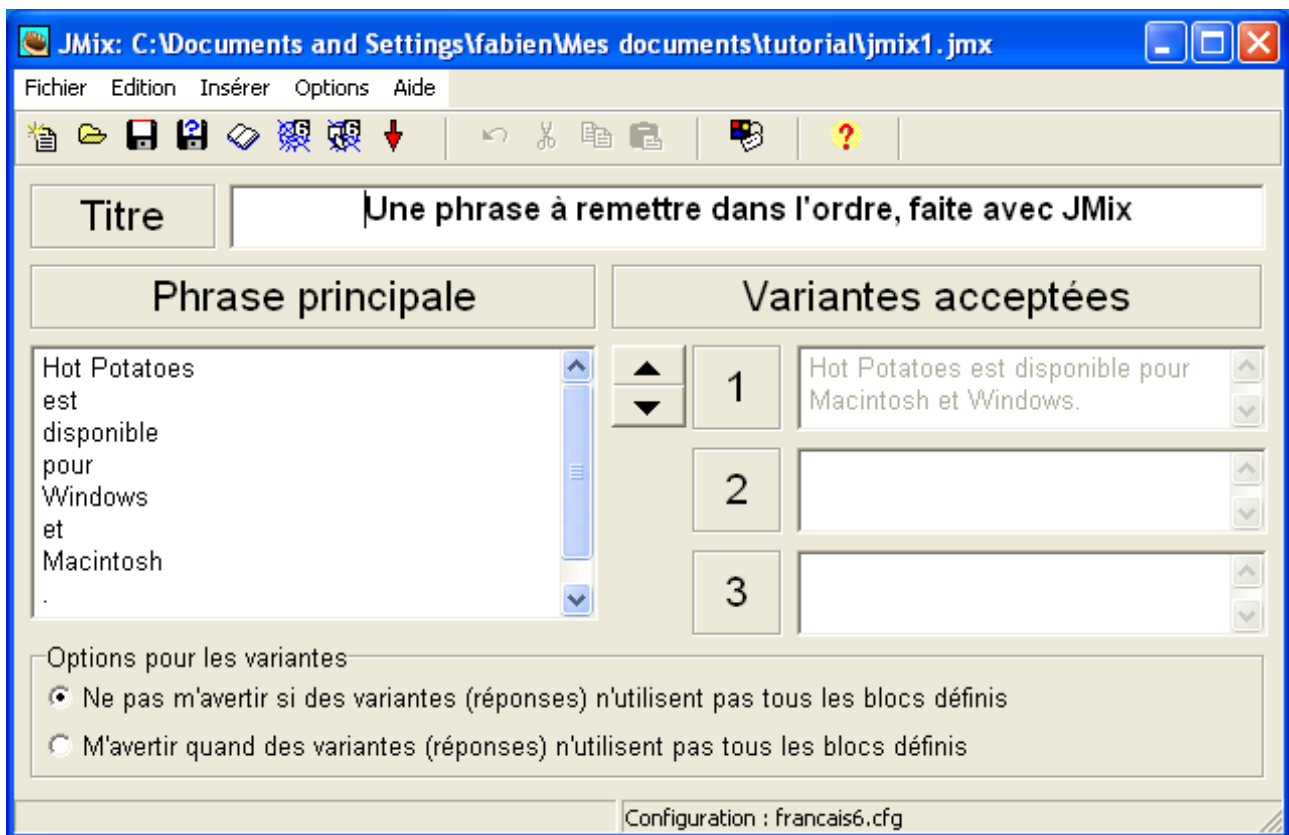 JMix: C:\Documents and Settings\fabien\Mes documents\tutorial\jmix1.jmx
Fichier Edition Insérer Options Aide
Titre
Une phrase à remettre dans l'ordre, faite avec JMix
Phrase principale
Variantes acceptées
Hot Potatoes
est
disponible
pour
Windows
et
Macintosh
.
1
Hot Potatoes est disponible pour
Macintosh et Windows.
2
3
Options pour les variantes
Ne pas m'avertir si des variantes (réponses) n'utilisent pas tous les blocs définis
M'avertir quand des variantes (réponses) n'utilisent pas tous les blocs définis
Configuration : francais6.cfg